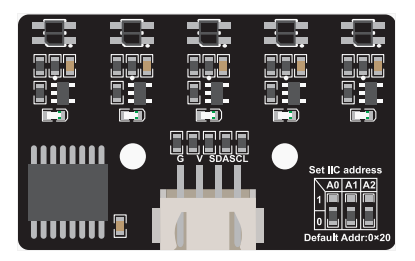 G V SDA SCL
Set IIC address
A0 A1 A2
1
0
Default Addr:0×20